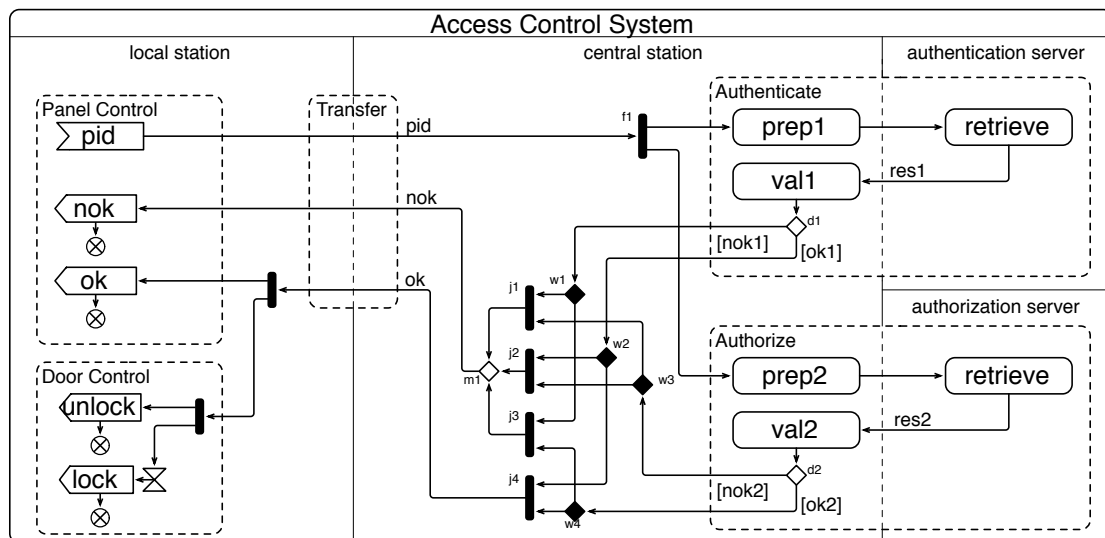 Access Control System
local station
central station
authentication server
Panel Control
Transfer
Authenticate
pid
pid
f1
prep1
retrieve
nok
nok
val1
res1
d1
[nok1]
[ok1]
ok
ok
w1
j1
authorization server
Authorize
j2
w2
m1
w3
prep2
retrieve
Door Control
unlock
j3
val2
res2
lock
j4
d2
[nok2]
[ok2]
w4